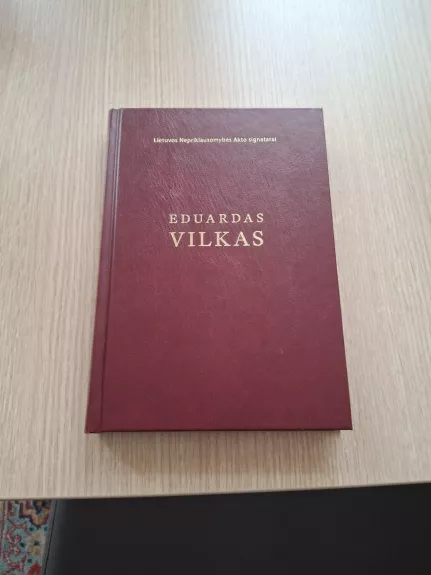 Lietuvos Nepriklausomybės Akto signatarai
EDUARDAS
VILKAS